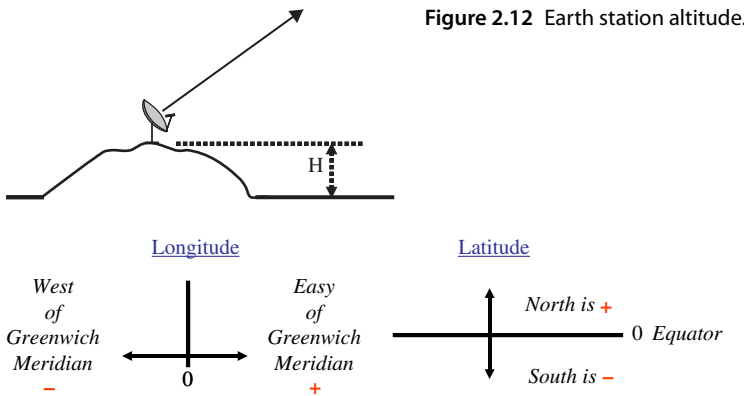 Figure 2.12 Earth station altitude.
H
Longitude
West
of
Greenwich
Meridian
–
0
Easy
of
Greenwich
Meridian
+
Latitude
North is +
0 Equator
South is –